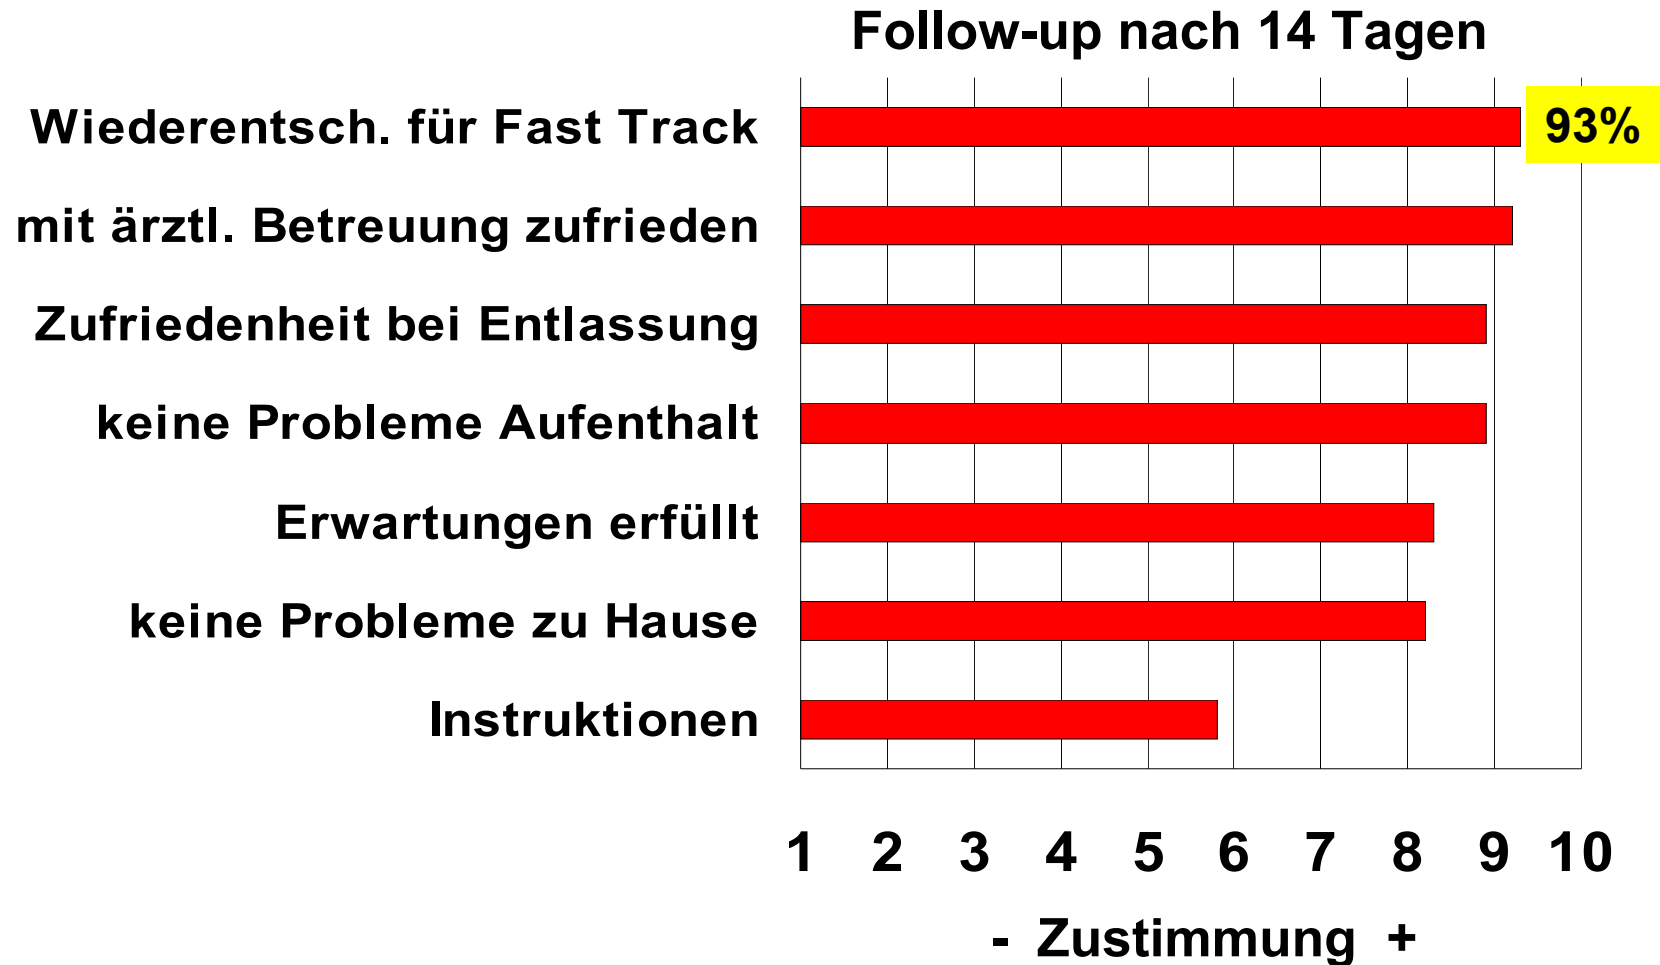 Follow-up nach 14 Tagen
Wiederentsch. für Fast Track
93%
mit ärztl. Betreuung zufrieden
Zufriedenheit bei Entlassung
keine Probleme Aufenthalt
Erwartungen erfüllt
keine Probleme zu Hause
Instruktionen
1 2 3 4 5 6 7 8 9 10
- Zustimmung +